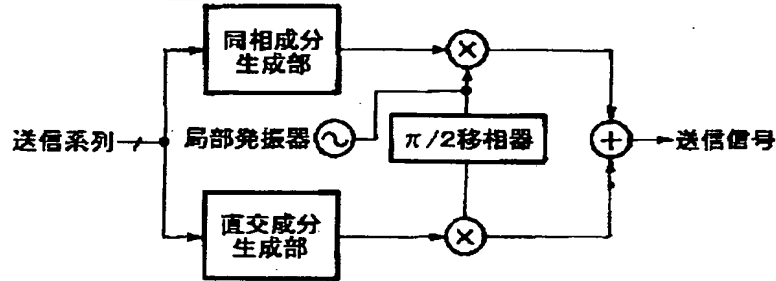 同相成分
生成部
送信系列
局部発振器
π/2移相器
送信信号
直交成分
生成部